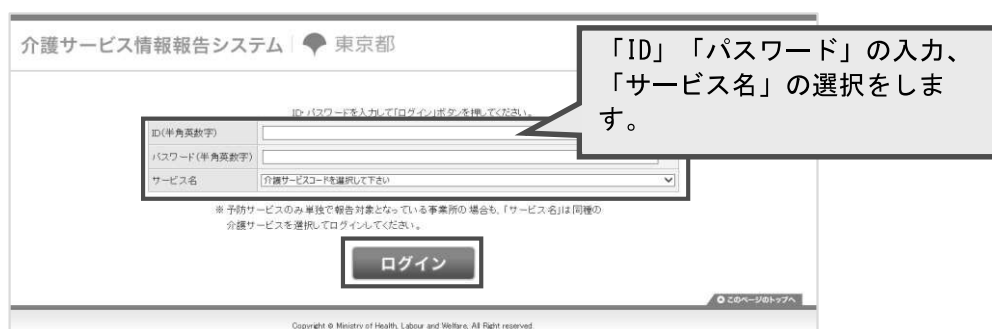 介護サービス情報報告システム 東京都
「ID」「パスワード」の入力、
「サービス名」の選択をしま
す。
ID・パスワードを入力して「ログイン」ボタンを押してください。
ID(半角英数字)
パスワード(半角英数字)
サービス名 介護サービスコードを選択して下さい
※ 予防サービスのみ単独で報告対象となっている事業所の場合も、「サービス名」は同種の
介護サービスを選択してログインしてください。
ログイン
このページのトップへ
Copyright © Ministry of Health, Labour and Welfare, All Right reserved.